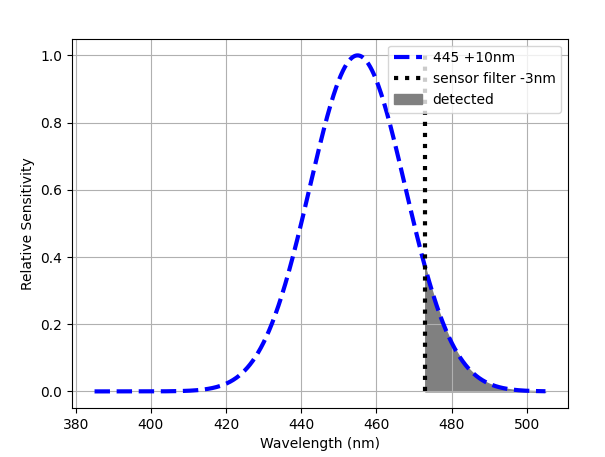 1.0
0.8
0.6
0.4
0.2
0.0
Relative Sensitivity
445 +10nm
sensor filter -3nm
detected
380 400 420 440 460 480 500
Wavelength (nm)